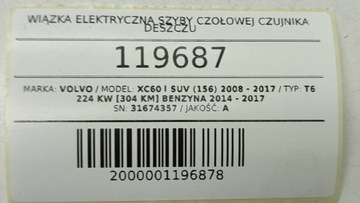 WIĄZKA ELEKTRYCZNA SZYBY CZOŁOWEJ CZUJNIKA
DESZCZU
119687
MARKA: VOLVO / MODEL: XC60 I SUV (156) 2008 - 2017 / TYP: T6
224 KW [304 KM] BENZYNA 2014 - 2017
SN: 31674357 / JAKOŚĆ: A
2000001196878